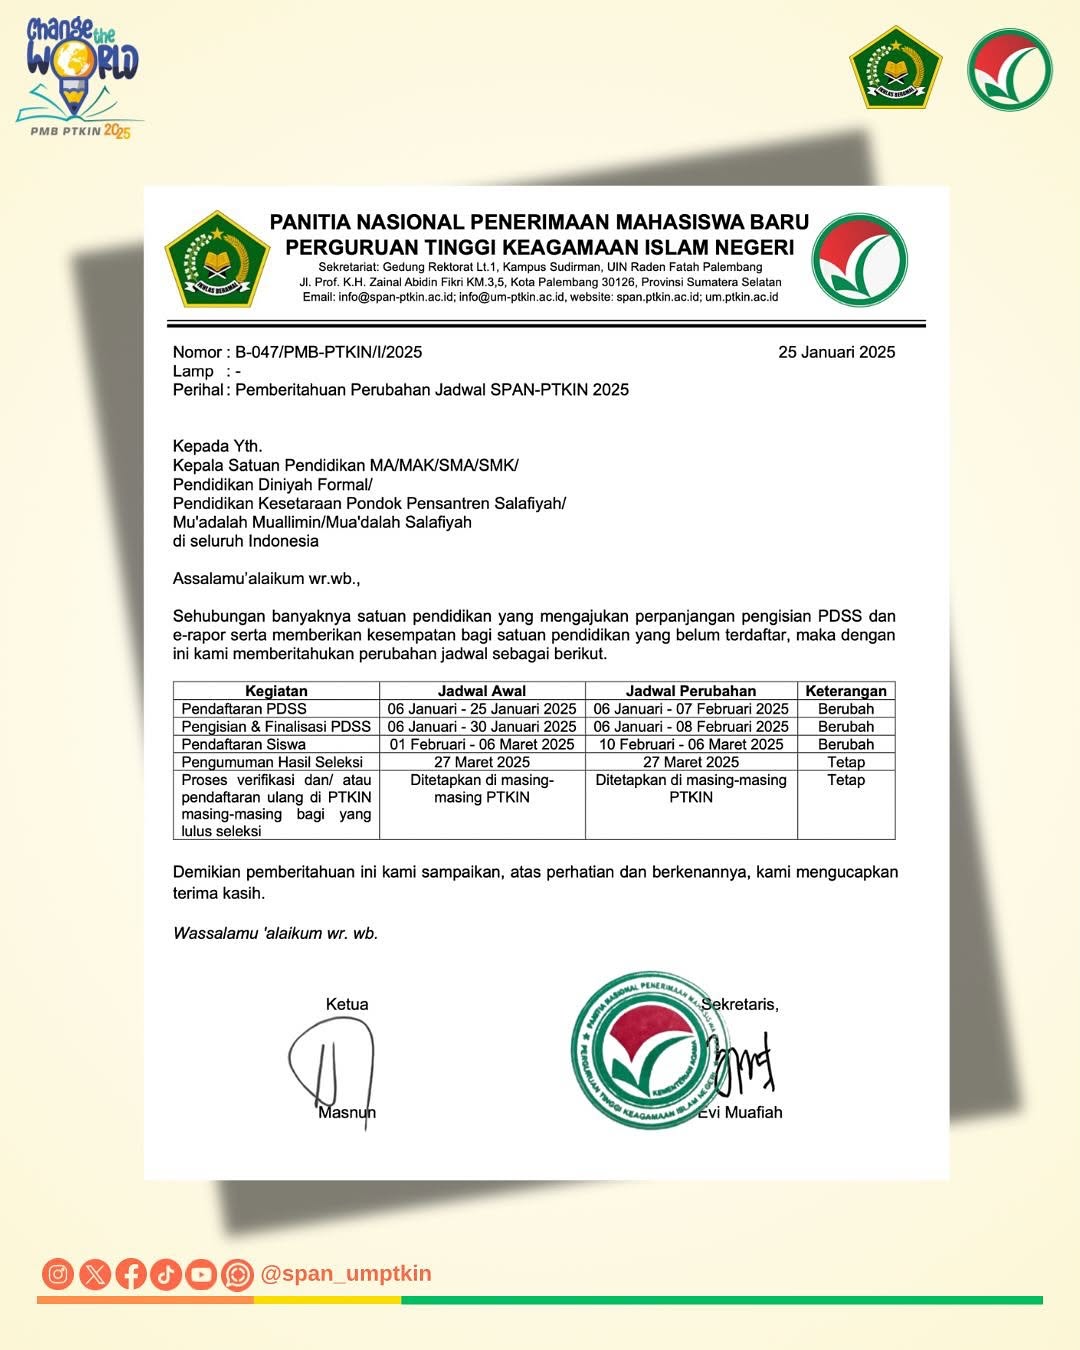 Change the
WORLD
PMB PTKIN 2025
IKHLAS BERAMAL
PANITIA NASIONAL PENERIMAAN MAHASISWA BARU
PERGURUAN TINGGI KEAGAMAAN ISLAM NEGERI
Sekretariat: Gedung Rektorat Lt.1, Kampus Sudirman, UIN Raden Fatah Palembang
Jl. Prof. K.H. Zainal Abidin Fikri KM.3,5, Kota Palembang 30126, Provinsi Sumatera Selatan
Email: info@span-ptkin.ac.id; info@um-ptkin.ac.id, website: span.ptkin.ac.id; um.ptkin.ac.id
IKHLAS BERAMAL
Nomor : B-047/PMB-PTKIN/I/2025 25 Januari 2025
Lamp : -
Perihal : Pemberitahuan Perubahan Jadwal SPAN-PTKIN 2025
Kepada Yth.
Kepala Satuan Pendidikan MA/MAK/SMA/SMK/
Pendidikan Diniyah Formal/
Pendidikan Kesetaraan Pondok Pensantren Salafiyah/
Mu'adalah Muallimin/Mua'dalah Salafiyah
di seluruh Indonesia
Assalamu'alaikum wr.wb.,
Sehubungan banyaknya satuan pendidikan yang mengajukan perpanjangan pengisian PDSS dan
e-rapor serta memberikan kesempatan bagi satuan pendidikan yang belum terdaftar, maka dengan
ini kami memberitahukan perubahan jadwal sebagai berikut.
Kegiatan Jadwal Awal Jadwal Perubahan Keterangan
Pendaftaran PDSS 06 Januari - 25 Januari 2025 06 Januari - 07 Februari 2025 Berubah
Pengisian & Finalisasi PDSS 06 Januari - 30 Januari 2025 06 Januari - 08 Februari 2025 Berubah
Pendaftaran Siswa 01 Februari - 06 Maret 2025 10 Februari - 06 Maret 2025 Berubah
Pengumuman Hasil Seleksi 27 Maret 2025 27 Maret 2025 Tetap
Proses verifikasi dan/ atau Ditetapkan di masing- Ditetapkan di masing-masing Tetap
pendaftaran ulang di PTKIN masing PTKIN PTKIN
masing-masing bagi yang
lulus seleksi
Demikian pemberitahuan ini kami sampaikan, atas perhatian dan berkenannya, kami mengucapkan
terima kasih.
Wassalamu 'alaikum wr. wb.
Ketua Sekretaris,
PANITIA NASIONAL PENERIMAAN MAHASISWA BARU
PERGURUAN TINGGI KEAGAMAAN ISLAM NEGERI
KEMENTERIAN AGAMA
Masnun Evi Muafiah
@span_umptkin